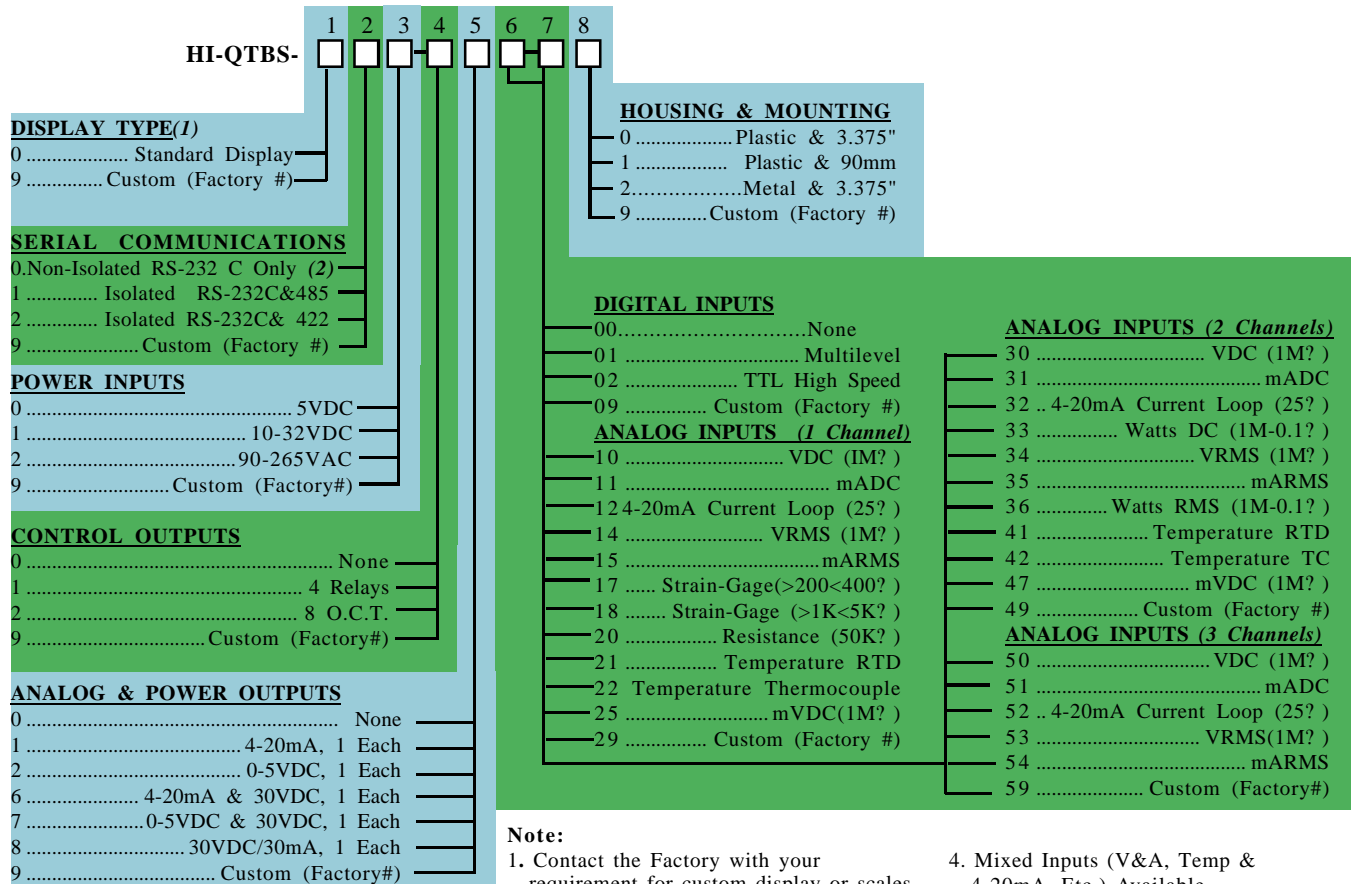 1 2 3 4 5 6 7 8
HI-QTBS-
DISPLAY TYPE(1)
0 ................... Standard Display
9 ............... Custom (Factory #)
SERIAL COMMUNICATIONS
0.Non-Isolated RS-232 C Only (2)
1 .............. Isolated RS-232C&485
2 .............. Isolated RS-232C& 422
9 ..................... Custom (Factory #)
POWER INPUTS
0 .................................................. 5VDC
1 ......................................... 10-32VDC
2 .......................................90-265VAC
9 ...........................Custom (Factory#)
CONTROL OUTPUTS
0 .......................................................... None
1 .................................................... 4 Relays
2 .................................................. 8 O.C.T.
9 ..................................Custom (Factory#)
ANALOG & POWER OUTPUTS
0 .......................................................... None
1 ........................................ 4-20mA, 1 Each
2 ........................................ 0-5VDC, 1 Each
6 ..................... 4-20mA & 30VDC, 1 Each
7 ......................0-5VDC & 30VDC, 1 Each
8 .............................. 30VDC/30mA, 1 Each
9 .................................... Custom (Factory#)
HOUSING & MOUNTING
0 ..................Plastic & 3.375"
1 ................. Plastic & 90mm
2..................Metal & 3.375"
9 ..............Custom (Factory #)
DIGITAL INPUTS
00..............................None
01 ................................. Multilevel
02 ..................... TTL High Speed
09 ................ Custom (Factory #)
ANALOG INPUTS (1 Channel)
10 .............................. VDC (IM? )
11 ....................................... mADC
12 4-20mA Current Loop (25? )
14 ........................... VRMS (1M? )
15 .....................................mARMS
17 ...... Strain-Gage(>200<400? )
18 ........ Strain-Gage (>1K<5K? )
20 ................. Resistance (50K? )
21 .................. Temperature RTD
22 Temperature Thermocouple
25 ........................... mVDC(1M? )
29 ................ Custom (Factory #)
ANALOG INPUTS (2 Channels)
30 ................................ VDC (1M? )
31 .......................................... mADC
32 .. 4-20mA Current Loop (25? )
33 ................ Watts DC (1M-0.1? )
34 .............................. VRMS (1M? )
35 ........................................ mARMS
36 ............. Watts RMS (1M-0.1? )
41 ..................... Temperature RTD
42 ........................ Temperature TC
47 ............................. mVDC (1M? )
49 ................... Custom (Factory #)
ANALOG INPUTS (3 Channels)
50 .................................VDC (1M? )
51 .......................................... mADC
52 .. 4-20mA Current Loop (25? )
53 ............................... VRMS(1M? )
54 ........................................ mARMS
59 .................... Custom (Factory#)
Note:
1. Contact the Factory with your
requirement for custom display or scales
4. Mixed Inputs (V&A, Temp &
4-20mA, Etc.) Available